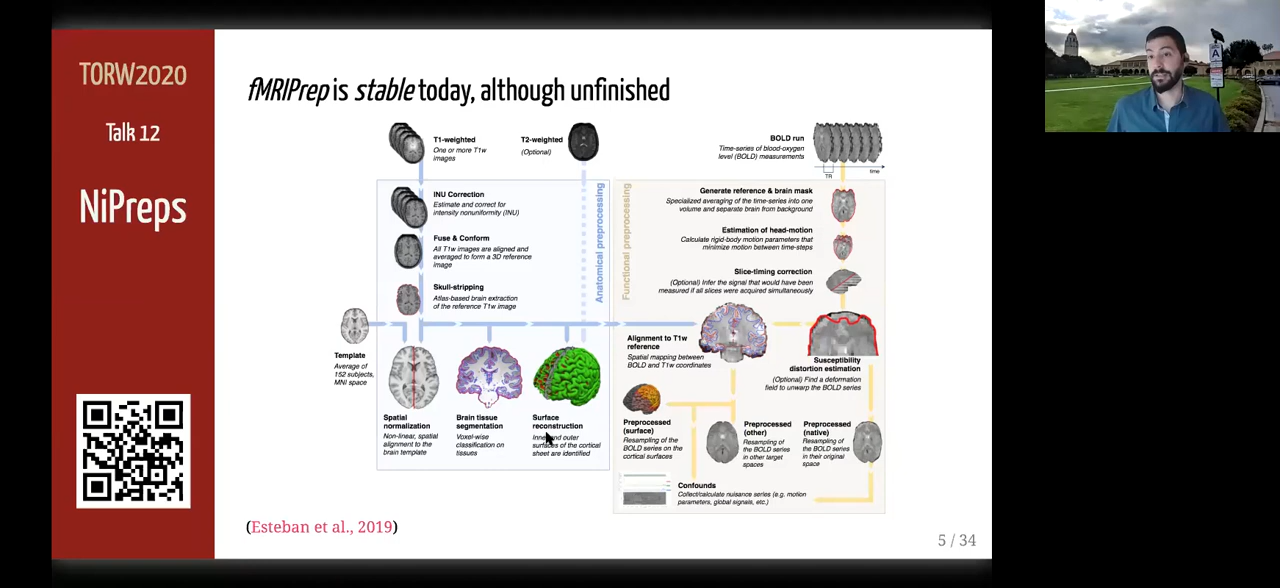 TORW2020
Talk 12
NiPreps
fMRIPrep is stable today, although unfinished
T1-weighted
One or more T1w
images
T2-weighted
(Optional)
INU Correction
Estimate and correct for
intensity nonuniformity (INU)
Fuse & Conform
All T1w images are aligned and
averaged to form a 3D reference
image
Skull-stripping
Atlas-based brain extraction
of the reference T1w image
Anatomical preprocessing
Template
Average of
152 subjects,
MNI space
Spatial
normalization
Non-linear, spatial
alignment to the
brain template
Brain tissue
segmentation
Voxel-wise
classification on
tissues
Surface
reconstruction
and outer
surfaces of the cortical
sheet are identified
BOLD run
Time-series of blood-oxygen
level (BOLD) measurements
TR
time
Functional preprocessing
Generate reference & brain mask
Specialized averaging of the time-series into one
volume and separate brain from background
Estimation of head-motion
Calculate rigid-body motion parameters that
minimize motion between time-steps
Slice-timing correction
(Optional) Infer the signal that would have been
measured if all slices were acquired simultaneously
Alignment to T1w
reference
Spatial mapping between
BOLD and T1w coordinates
Susceptibility
distortion estimation
(Optional) Find a deformation
field to unwarp the BOLD series
Preprocessed
(surface)
Resampling of the
BOLD series on the
cortical surfaces
Preprocessed
(other)
Resampling of
the BOLD series
in other target
spaces
Preprocessed
(native)
Resampling of
the BOLD series
in their original
space
Confounds
Collect/calculate nuisance series (e.g. motion
parameters, global signals, etc.)
(Esteban et al., 2019)
5 / 34
A